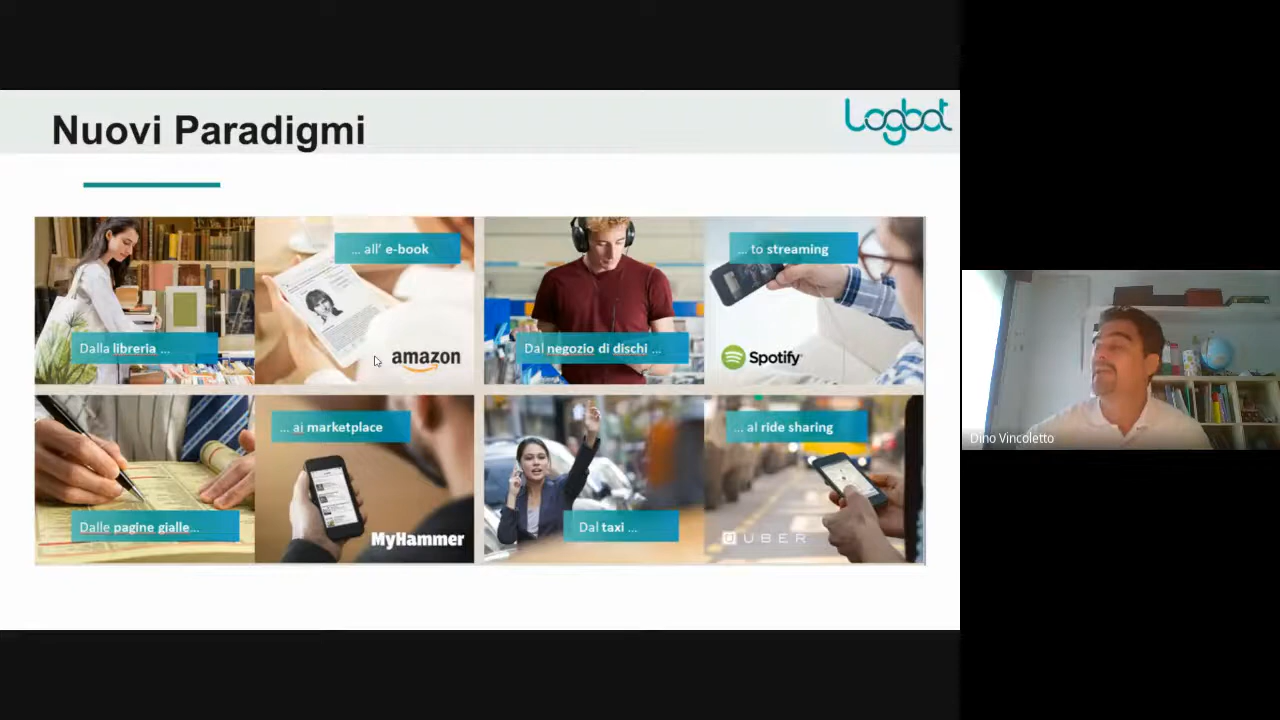 Nuovi Paradigmi
Logbot
... all' e-book
Dalla libreria ...
amazon
... to streaming
Dal negozio di dischi ...
Spotify
... ai marketplace
Dalle pagine gialle...
MyHammer
... al ride sharing
Dal taxi ...
UBER
Dino Vincoletto